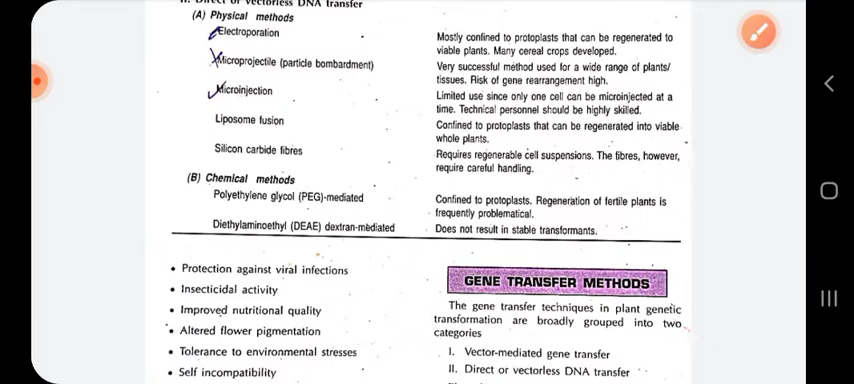 II. Direct or vectorless DNA transfer
(A) Physical methods
Electroporation
Mostly confined to protoplasts that can be regenerated to
viable plants. Many cereal crops developed.
Microprojectile (particle bombardment)
Very successful method used for a wide range of plants/
tissues. Risk of gene rearrangement high.
Microinjection
Limited use since only one cell can be microinjected at a
time. Technical personnel should be highly skilled.
Liposome fusion
Confined to protoplasts that can be regenerated into viable
whole plants.
Silicon carbide fibres
Requires regenerable cell suspensions. The fibres, however,
require careful handling.
(B) Chemical methods
Polyethylene glycol (PEG)-mediated
Confined to protoplasts. Regeneration of fertile plants is
frequently problematical.
Diethylaminoethyl (DEAE) dextran-mediated
Does not result in stable transformants.
• Protection against viral infections
• Insecticidal activity
• Improved nutritional quality
• Altered flower pigmentation
• Tolerance to environmental stresses
• Self incompatibility
GENE TRANSFER METHODS
The gene transfer techniques in plant genetic
transformation are broadly grouped into two
categories
I. Vector-mediated gene transfer
II. Direct or vectorless DNA transfer